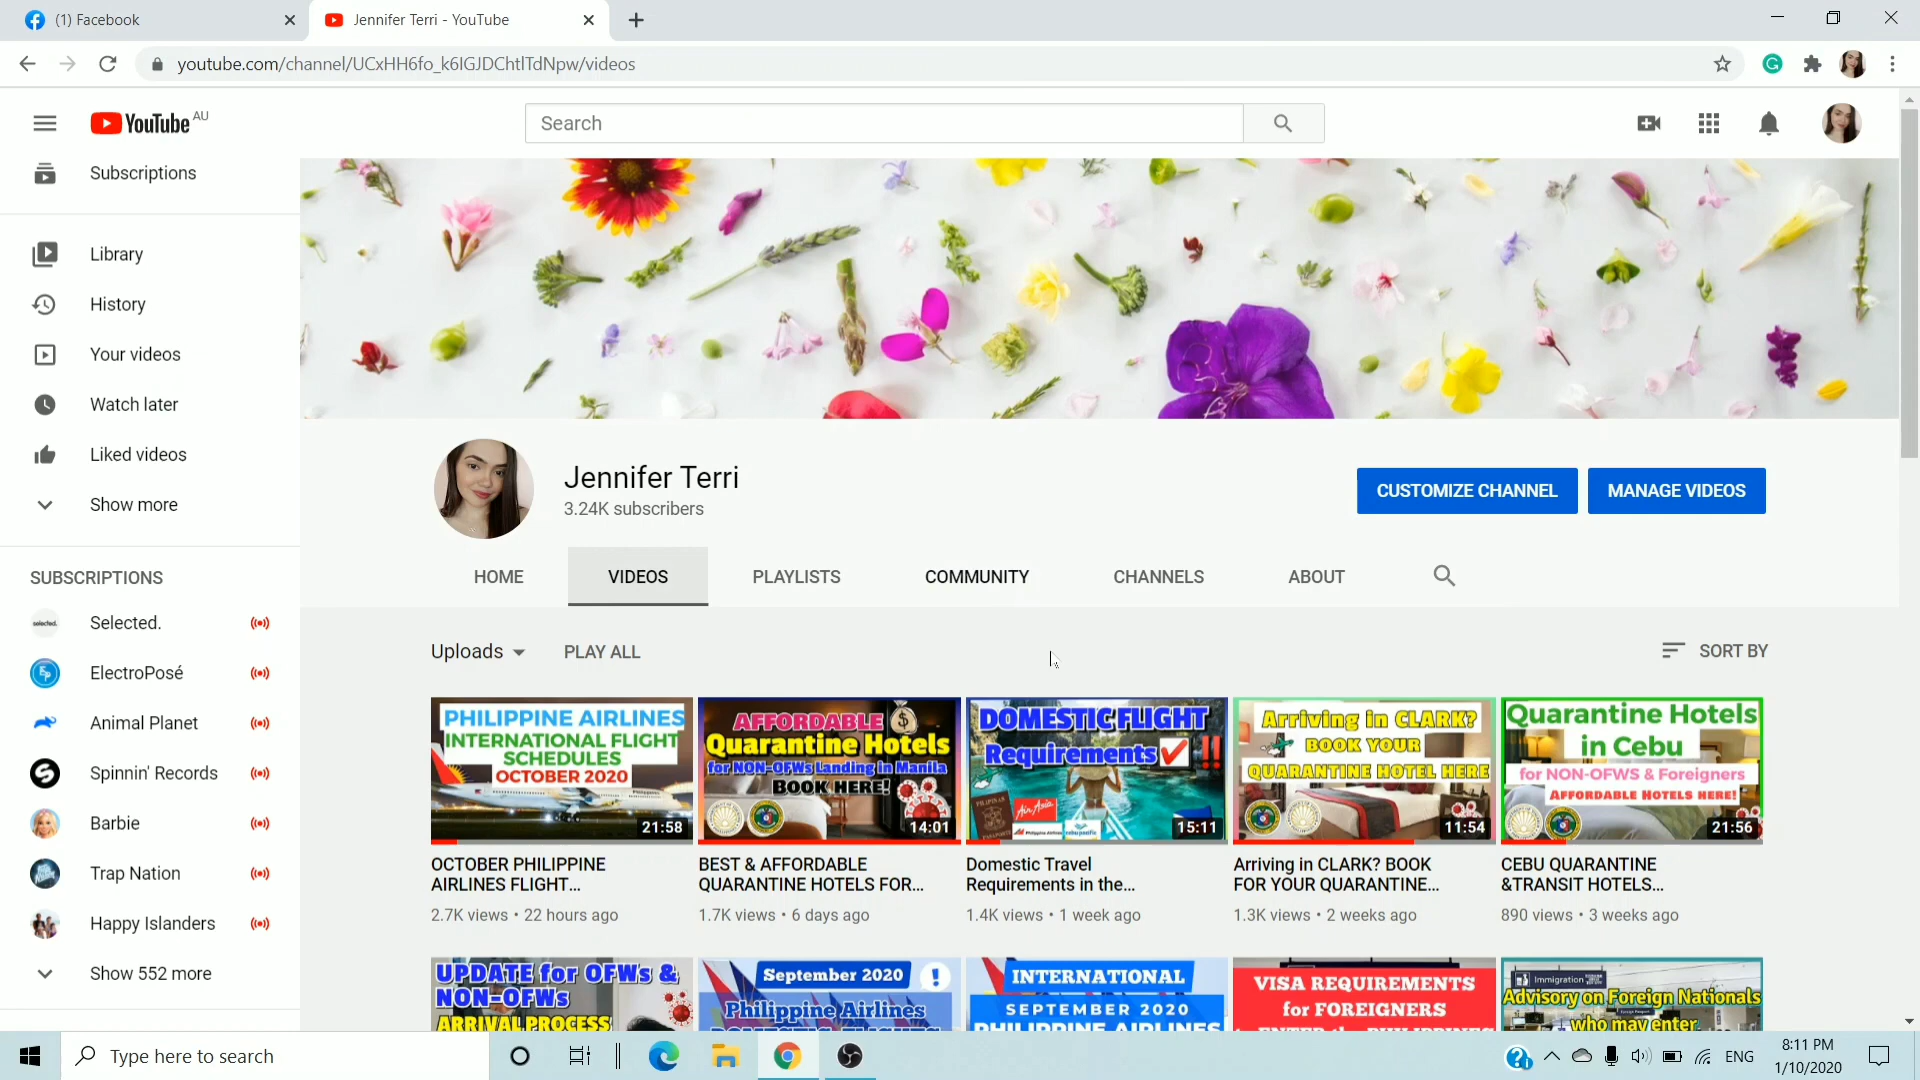 (1) Facebook
Jennifer Terri - YouTube
youtube.com/channel/UCxHH6fo_k6IGJDChtlTdNpw/videos
YouTube AU
Search
Subscriptions
Library
History
Your videos
Watch later
Liked videos
Show more
SUBSCRIPTIONS
selected.
Selected.
EP
ElectroPosé
Animal Planet
Spinnin' Records
Barbie
Trap Nation
Happy Islanders
Show 552 more
Jennifer Terri
3.24K subscribers
CUSTOMIZE CHANNEL
MANAGE VIDEOS
HOME
VIDEOS
PLAYLISTS
COMMUNITY
CHANNELS
ABOUT
Uploads
PLAY ALL
SORT BY
PHILIPPINE AIRLINES
INTERNATIONAL FLIGHT
SCHEDULES
OCTOBER 2020
21:58
OCTOBER PHILIPPINE
AIRLINES FLIGHT...
2.7K views • 22 hours ago
AFFORDABLE
Quarantine Hotels
for NON-OFWs Landing in Manila
BOOK HERE!
14:01
BEST & AFFORDABLE
QUARANTINE HOTELS FOR...
1.7K views • 6 days ago
DOMESTIC FLIGHT
Requirements
Air Asia
15:11
Domestic Travel
Requirements in the...
1.4K views • 1 week ago
Arriving in CLARK?
BOOK YOUR
QUARANTINE HOTEL HERE
11:54
Arriving in CLARK? BOOK
FOR YOUR QUARANTINE...
1.3K views • 2 weeks ago
Quarantine Hotels
in Cebu
for NON-OFWS & Foreigners
AFFORDABLE HOTELS HERE!
21:56
CEBU QUARANTINE
&TRANSIT HOTELS...
890 views • 3 weeks ago
UPDATE for OFWs &
NON-OFWs
ARRIVAL PROCESS
September 2020
!
Philippine Airlines
INTERNATIONAL
SEPTEMBER 2020
PHILIPPINE AIRLINES
VISA REQUIREMENTS
for FOREIGNERS
Immigration
Advisory on Foreign Nationals
who may enter
Type here to search
ENG
8:11 PM
1/10/2020